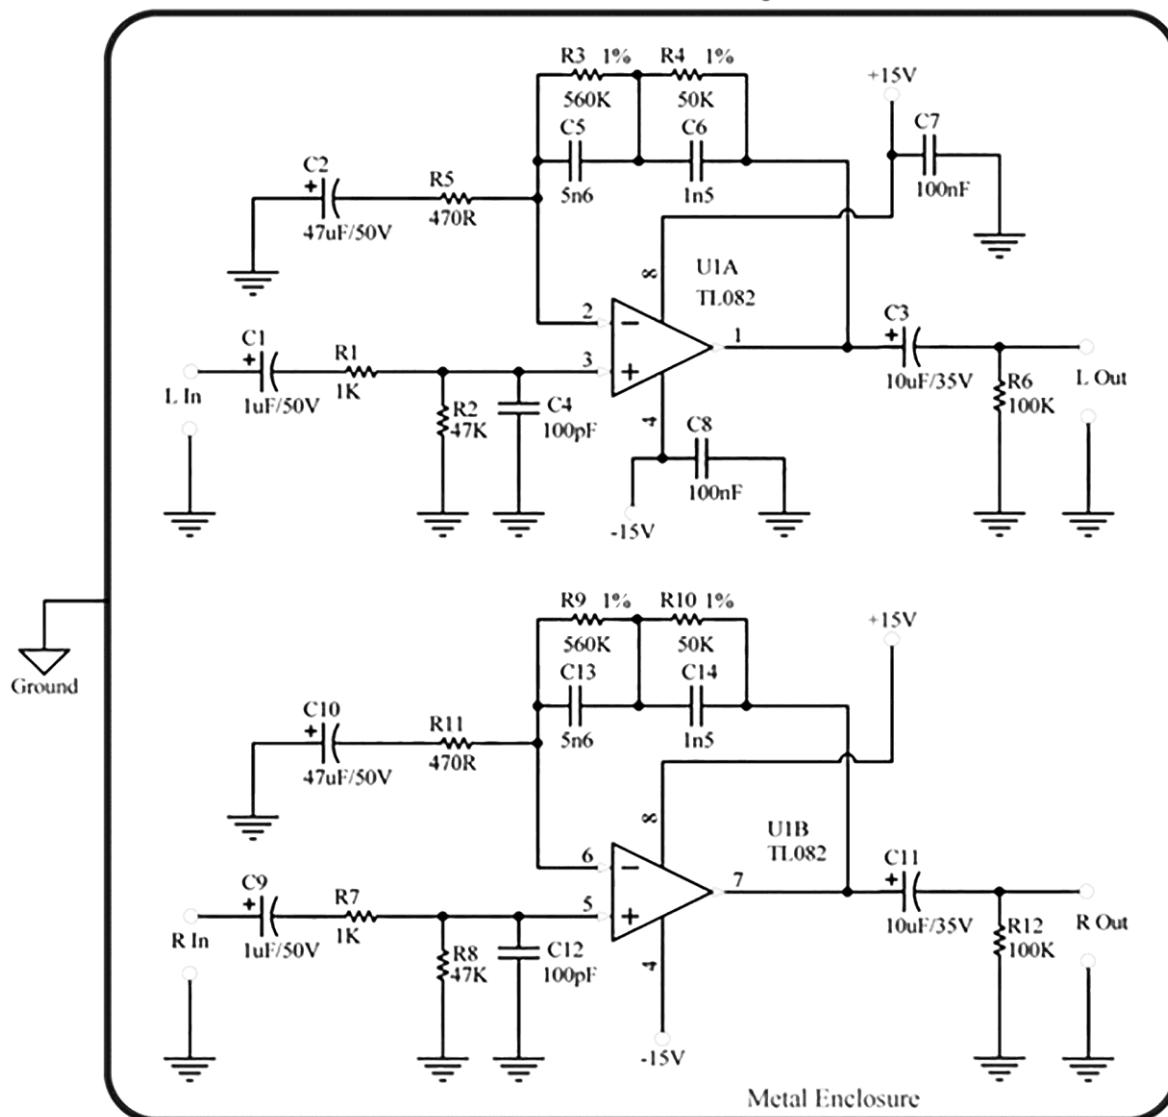 R3 1% R4 1%
560K 50K
+15V
C5 C6
5n6 1n5
C7
100nF
C2
+
47uF/50V
R5
470R
8
U1A
TL082
2
−
3
+
1
4
C1
+
1uF/50V
L In
R1
1K
R2
47K
C4
100pF
C8
100nF
-15V
C3
+
10uF/35V
R6
100K
L Out
Ground
R9 1% R10 1%
560K 50K
+15V
C13 C14
5n6 1n5
C10
+
47uF/50V
R11
470R
8
U1B
TL082
6
−
5
+
7
4
C9
+
1uF/50V
R In
R7
1K
R8
47K
C12
100pF
-15V
C11
+
10uF/35V
R12
100K
R Out
Metal Enclosure